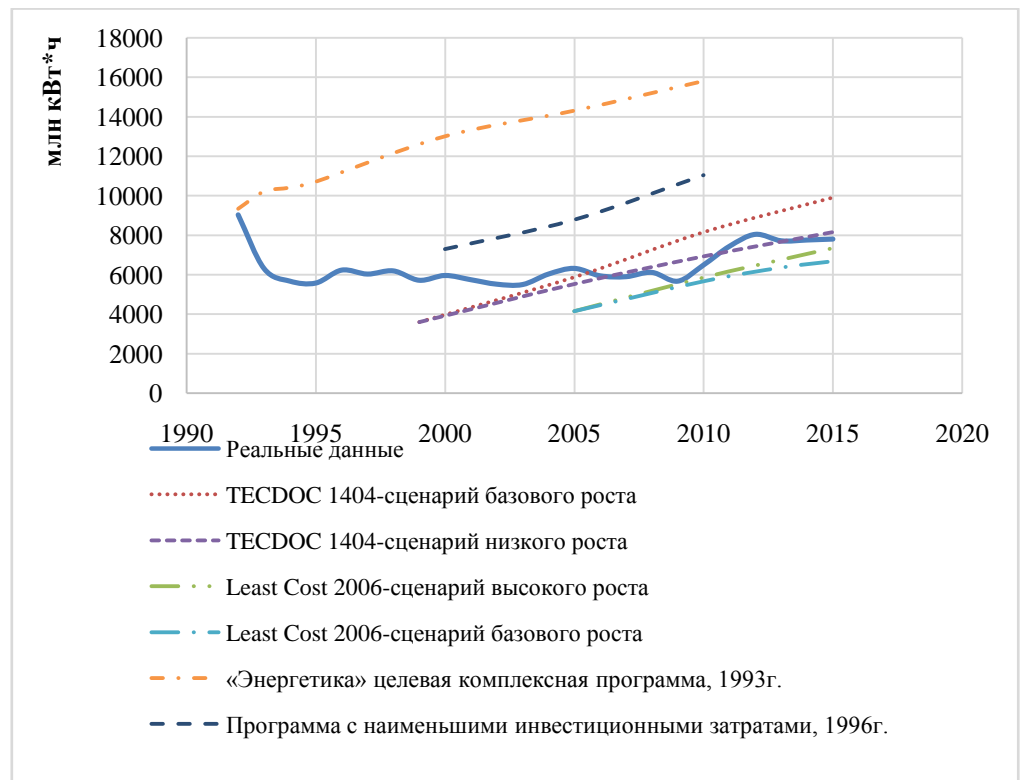 млн кВт*ч
18000
16000
14000
12000
10000
8000
6000
4000
2000
0
1990 1995 2000 2005 2010 2015 2020
Реальные данные
TECDOC 1404-сценарий базового роста
TECDOC 1404-сценарий низкого роста
Least Cost 2006-сценарий высокого роста
Least Cost 2006-сценарий базового роста
«Энергетика» целевая комплексная программа, 1993г.
Программа с наименьшими инвестиционными затратами, 1996г.